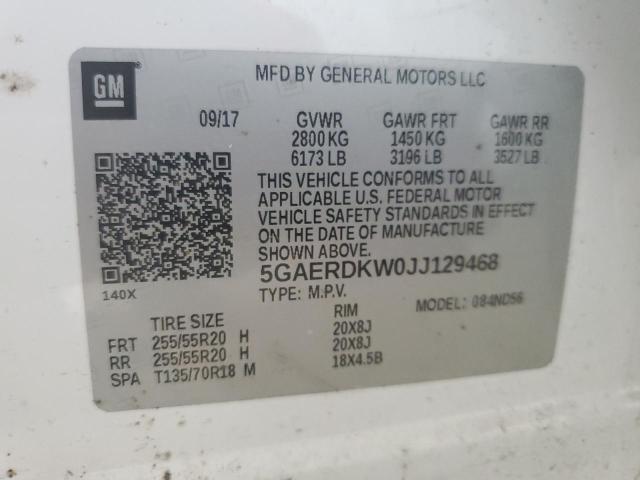 GM
MFD BY GENERAL MOTORS LLC
09/17 GVWR GAWR FRT GAWR RR
2800 KG 1450 KG 1600 KG
6173 LB 3196 LB 3527 LB
THIS VEHICLE CONFORMS TO ALL
APPLICABLE U.S. FEDERAL MOTOR
VEHICLE SAFETY STANDARDS IN EFFECT
ON THE DATE OF MANUFACTURE
SHOWN ABOVE.
5GAERDKW0JJ129468
140X
TYPE: M.P.V. MODEL: 084ND56
TIRE SIZE RIM
FRT 255/55R20 H 20X8J
RR 255/55R20 H 20X8J
SPA T135/70R18 M 18X4.5B